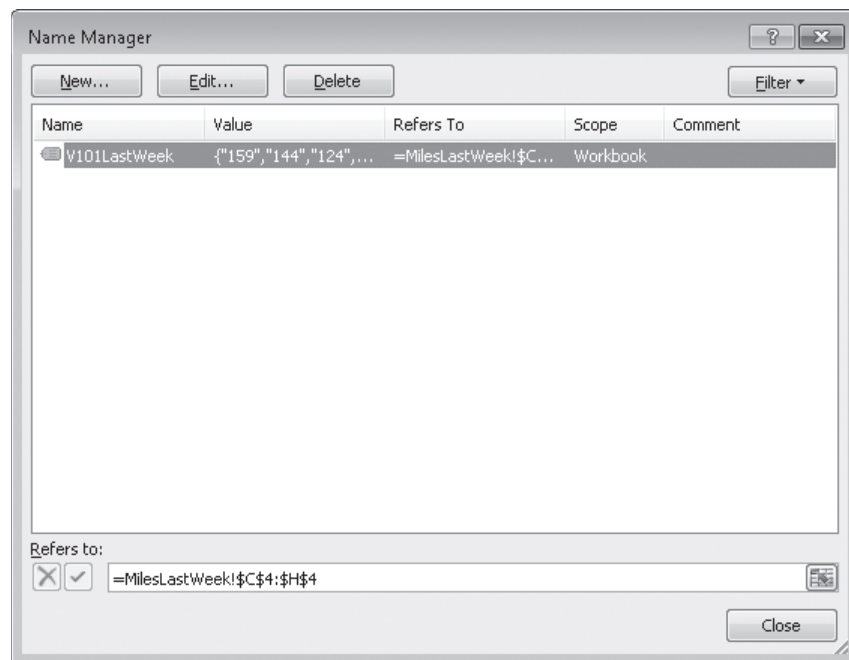 Name Manager
New... Edit... Delete Filter
Name Value Refers To Scope Comment
V101LastWeek {"159","144","124",... =MilesLastWeek!$C... Workbook
Refers to:
=MilesLastWeek!$C$4:$H$4
Close